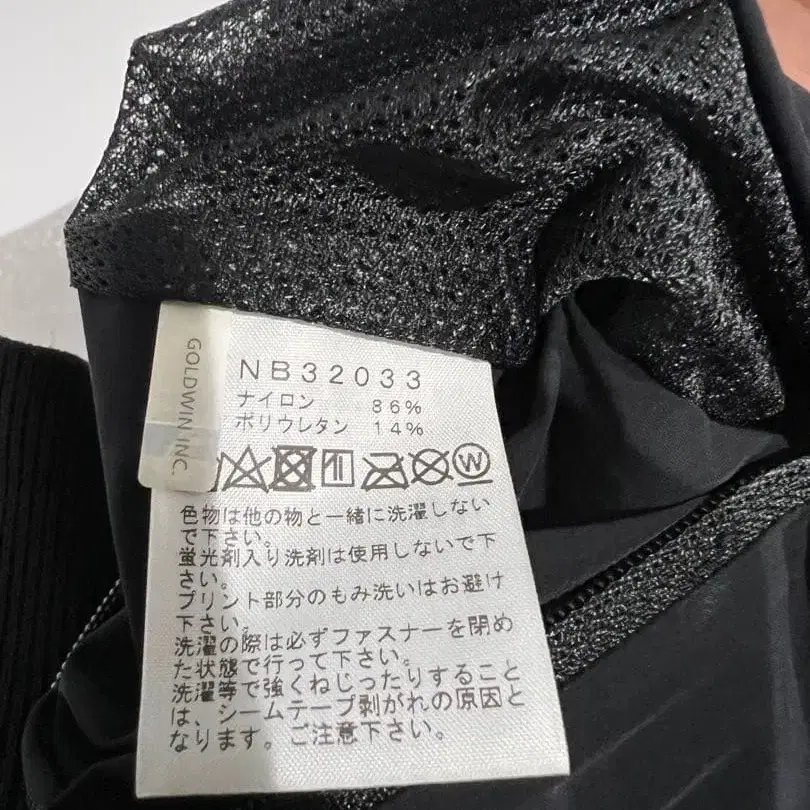 GOLDWIN INC.
NB32033
ナイロン 86%
ポリウレタン 14%
W
色物は他の物と一緒に洗濯しない
で下さい。
蛍光剤入り洗剤は使用しないで下
さい。
プリント部分のもみ洗いはお避け
下さい。
洗濯の際は必ずファスナーを閉め
た状態で行って下さい。
洗濯等で強くねじったりすること
は、シームテープ剥がれの原因と
なります。ご注意下さい。